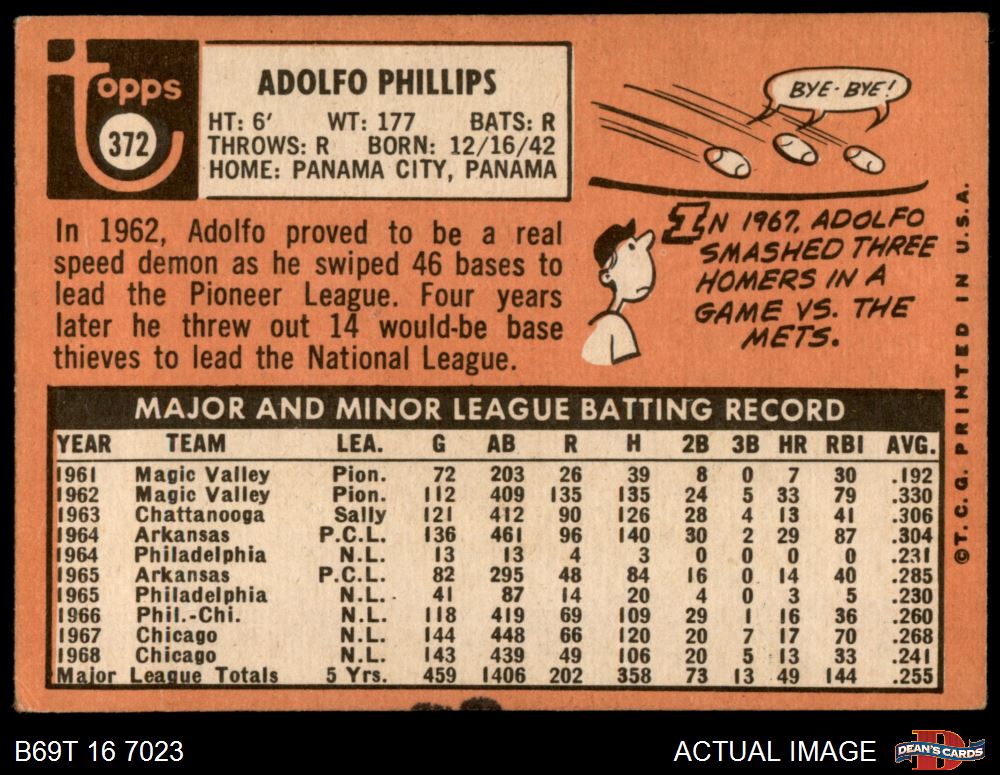 topps
372
ADOLFO PHILLIPS
HT: 6' WT: 177 BATS: R
THROWS: R BORN: 12/16/42
HOME: PANAMA CITY, PANAMA
BYE-BYE!
In 1962, Adolfo proved to be a real
speed demon as he swiped 46 bases to
lead the Pioneer League. Four years
later he threw out 14 would-be base
thieves to lead the National League.
IN 1967, ADOLFO
SMASHED THREE
HOMERS IN A
GAME VS. THE
METS.
©T.C.G. PRINTED IN U.S.A.
MAJOR AND MINOR LEAGUE BATTING RECORD
YEAR TEAM LEA. G AB R H 2B 3B HR RBI AVG.
1961 Magic Valley Pion. 72 203 26 39 8 0 7 30 .192
1962 Magic Valley Pion. 112 409 135 135 24 5 33 79 .330
1963 Chattanooga Sally 121 412 90 126 28 4 13 41 .306
1964 Arkansas P.C.L. 136 461 96 140 30 2 29 87 .304
1964 Philadelphia N.L. 13 13 4 3 0 0 0 0 .231
1965 Arkansas P.C.L. 82 295 48 84 16 0 14 40 .285
1965 Philadelphia N.L. 41 87 14 20 4 0 3 5 .230
1966 Phil.-Chi. N.L. 118 419 69 109 29 1 16 36 .260
1967 Chicago N.L. 144 448 66 120 20 7 17 70 .268
1968 Chicago N.L. 143 439 49 106 20 5 13 33 .241
Major League Totals 5 Yrs. 459 1406 202 358 73 13 49 144 .255
B69T 16 7023
ACTUAL IMAGE
DEAN'S CARDS